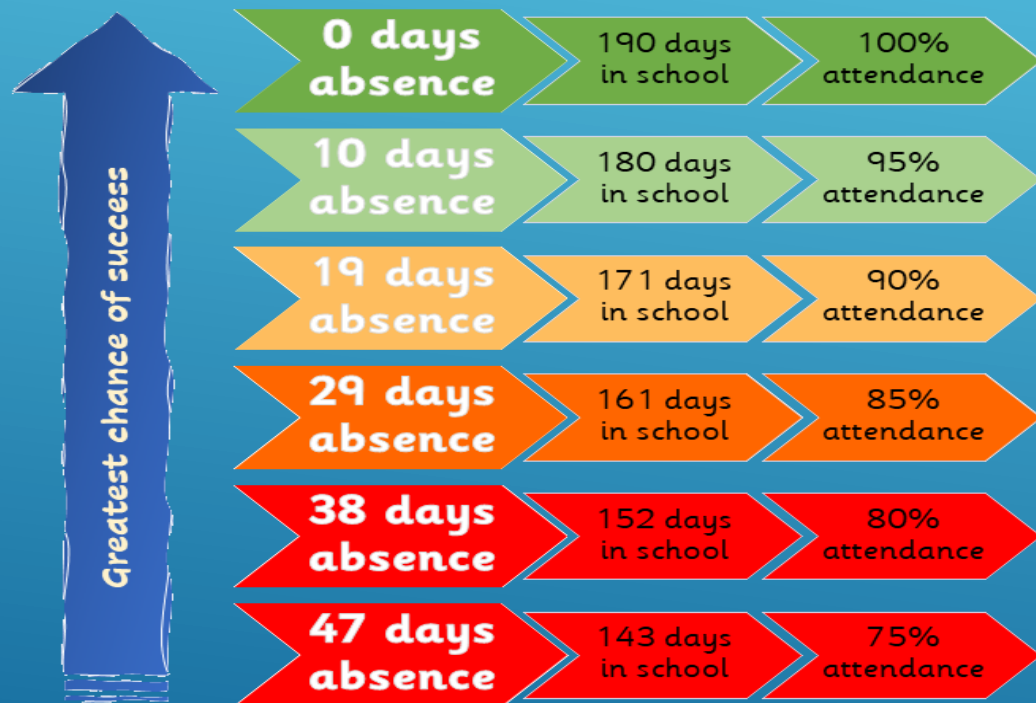 Greatest chance of success
0 days
absence
190 days
in school
100%
attendance
10 days
absence
180 days
in school
95%
attendance
19 days
absence
171 days
in school
90%
attendance
29 days
absence
161 days
in school
85%
attendance
38 days
absence
152 days
in school
80%
attendance
47 days
absence
143 days
in school
75%
attendance